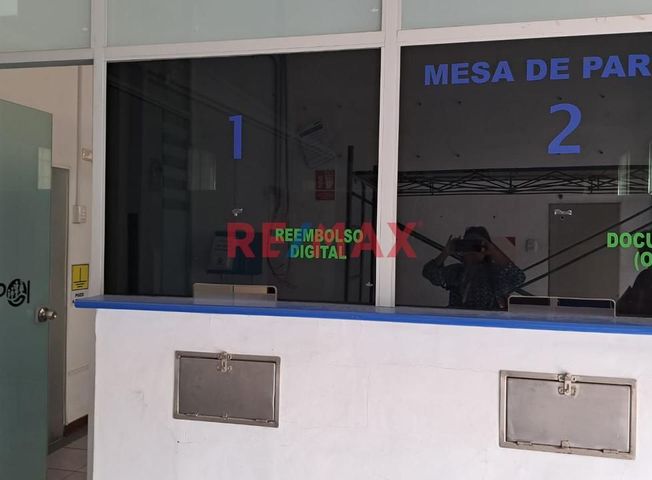 1
MESA DE PAR
2
REEMBOLSO
DIGITAL
RE/MAX
DOCU
(O